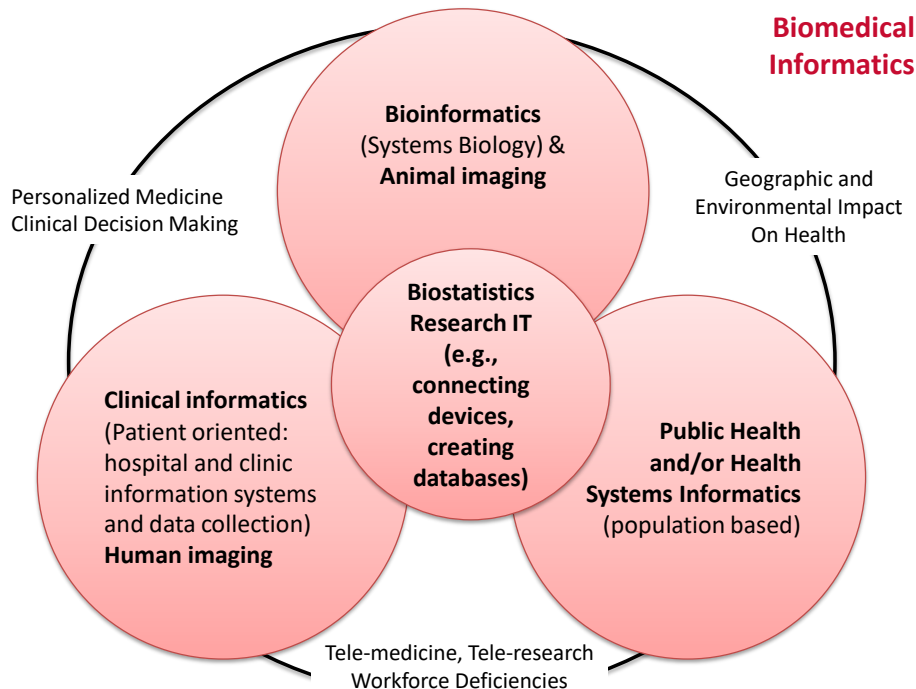 Biomedical
Informatics
Bioinformatics
(Systems Biology) &
Animal imaging
Personalized Medicine
Clinical Decision Making
Geographic and
Environmental Impact
On Health
Biostatistics
Research IT
(e.g.,
connecting
devices,
creating
databases)
Clinical informatics
(Patient oriented:
hospital and clinic
information systems
and data collection)
Human imaging
Public Health
and/or Health
Systems Informatics
(population based)
Tele-medicine, Tele-research
Workforce Deficiencies